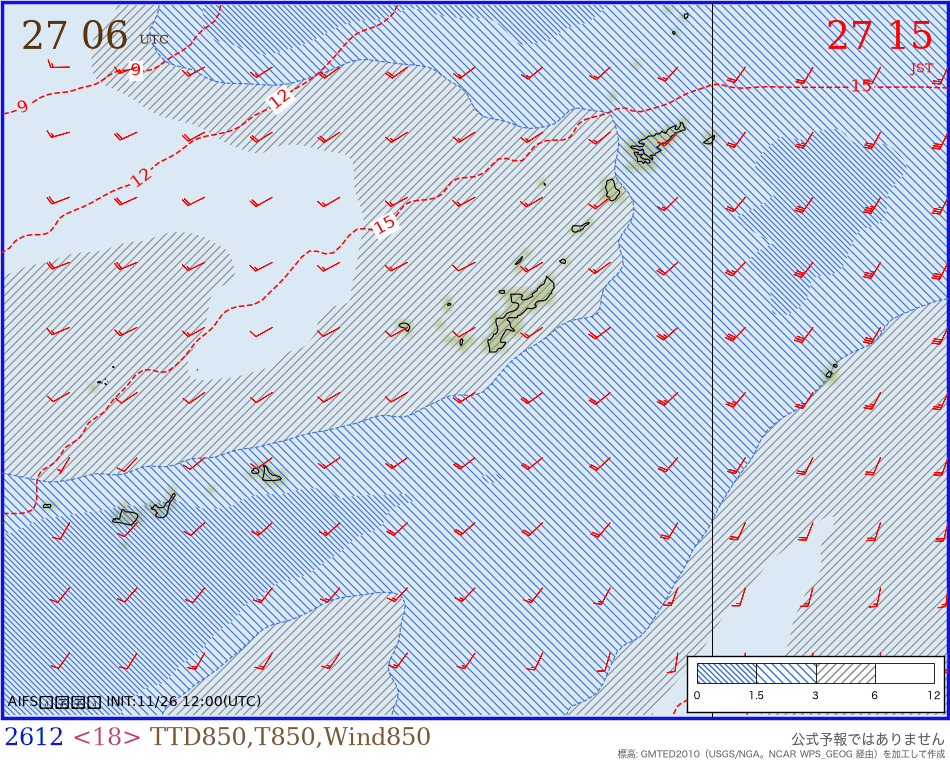 27 06 UTC
27 15
JST
9
9
12
15
12
15
AIFS□□□□ INIT:11/26 12:00(UTC)
0 1.5 3 6 12
2612 <18> TTD850,T850,Wind850
公式予報ではありません
標高: GMTED2010（USGS/NGA。NCAR WPS_GEOG 経由）を加工して作成